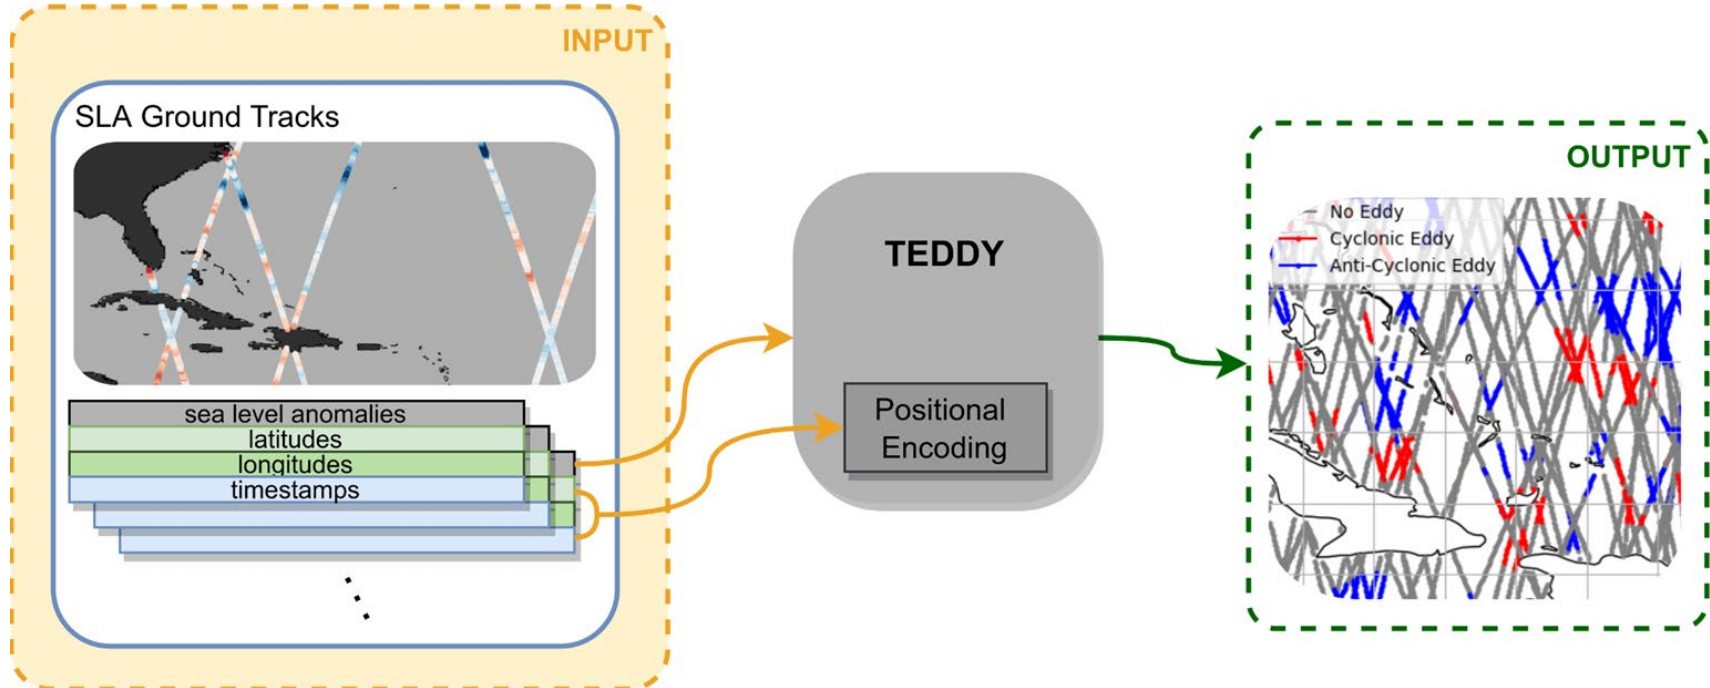 INPUT
SLA Ground Tracks
sea level anomalies
latitudes
longitudes
timestamps
TEDDY
Positional
Encoding
OUTPUT
No Eddy
Cyclonic Eddy
Anti-Cyclonic Eddy